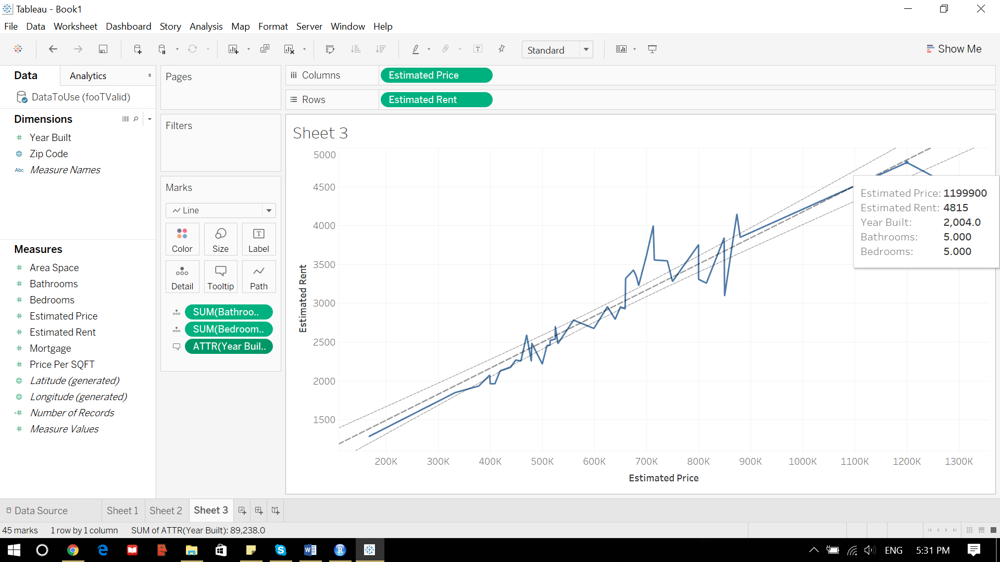 Tableau - Book1
File Data Worksheet Dashboard Story Analysis Map Format Server Window Help
Standard
Show Me
Data
Analytics
DataToUse (fooTValid)
Dimensions
Year Built
Zip Code
Abc Measure Names
Measures
Area Space
Bathrooms
Bedrooms
Estimated Price
Estimated Rent
Mortgage
Price Per SQFT
Latitude (generated)
Longitude (generated)
Number of Records
Measure Values
Pages
Filters
Marks
Line
Color
Size
Label
Detail
Tooltip
Path
SUM(Bathroo..
SUM(Bedroom..
ATTR(Year Buil..
Columns
Estimated Price
Rows
Estimated Rent
Sheet 3
5000
4500
4000
3500
3000
2500
2000
1500
Estimated Rent
200K 300K 400K 500K 600K 700K 800K 900K 1000K 1100K 1200K 1300K
Estimated Price
Estimated Price: 1199900
Estimated Rent: 4815
Year Built: 2,004.0
Bathrooms: 5.000
Bedrooms: 5.000
Data Source
Sheet 1
Sheet 2
Sheet 3
45 marks
1 row by 1 column
SUM of ATTR(Year Built): 89,238.0
ENG
5:31 PM